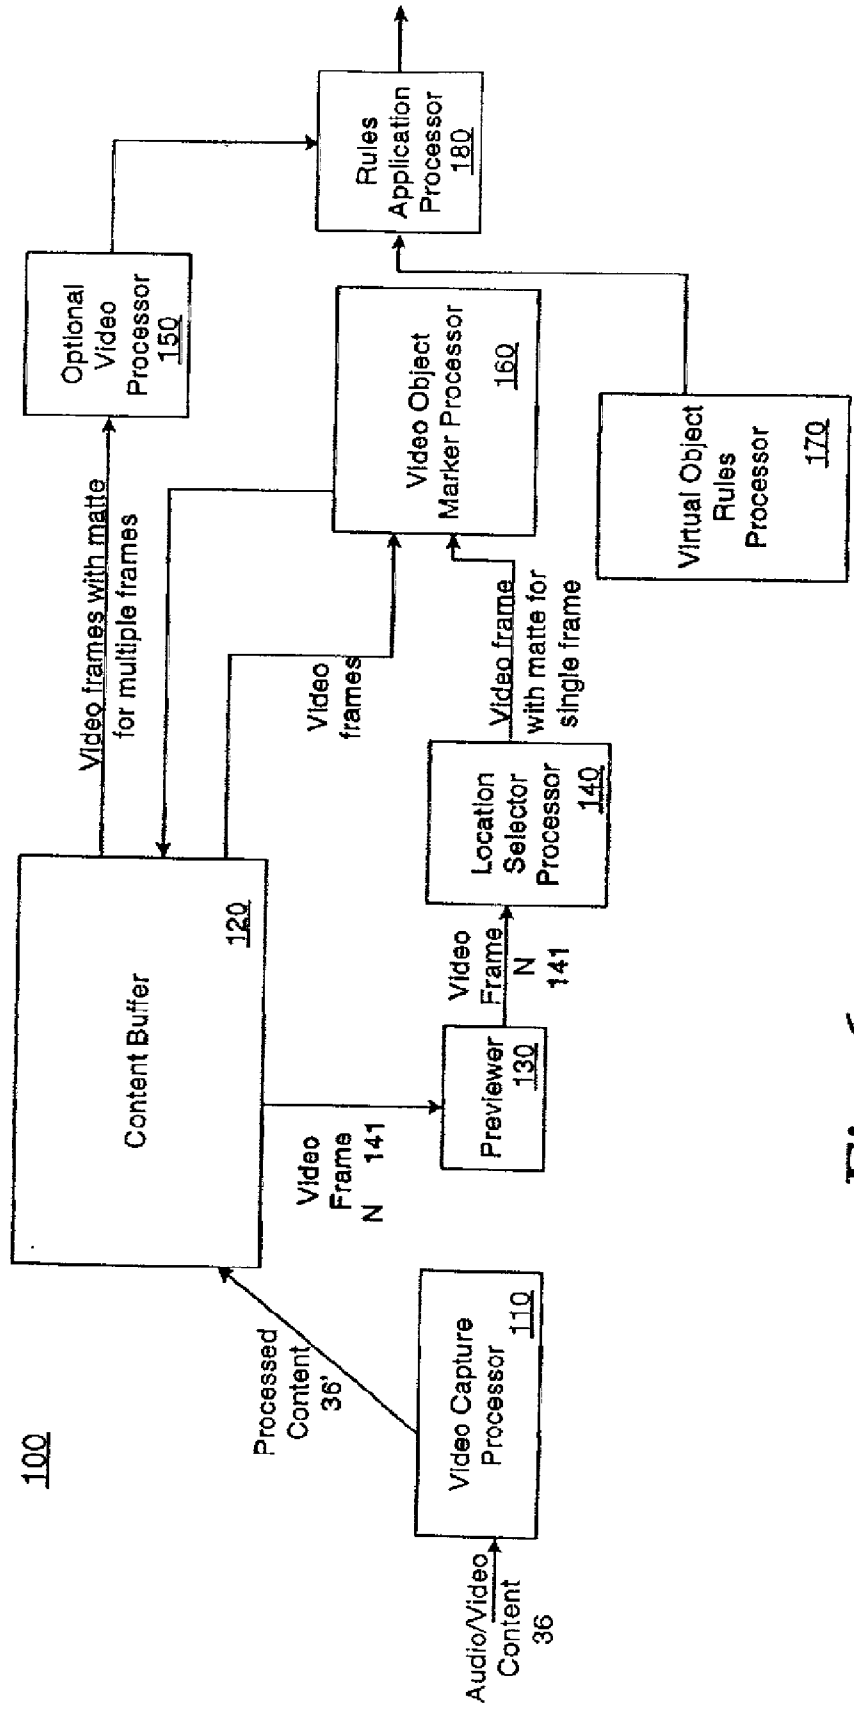 100
Audio/Video
Content
36
Video Capture
Processor
110
Processed
Content
36'
Content Buffer
120
Video
Frame
N 141
Previewer
130
Video
Frame
N
141
Location
Selector
Processor
140
Video frames with matte
for multiple frames
Video
frames
Video frame
with matte for
single frame
Optional
Video
Processor
150
Video Object
Marker Processor
160
Virtual Object
Rules
Processor
170
Rules
Application
Processor
180